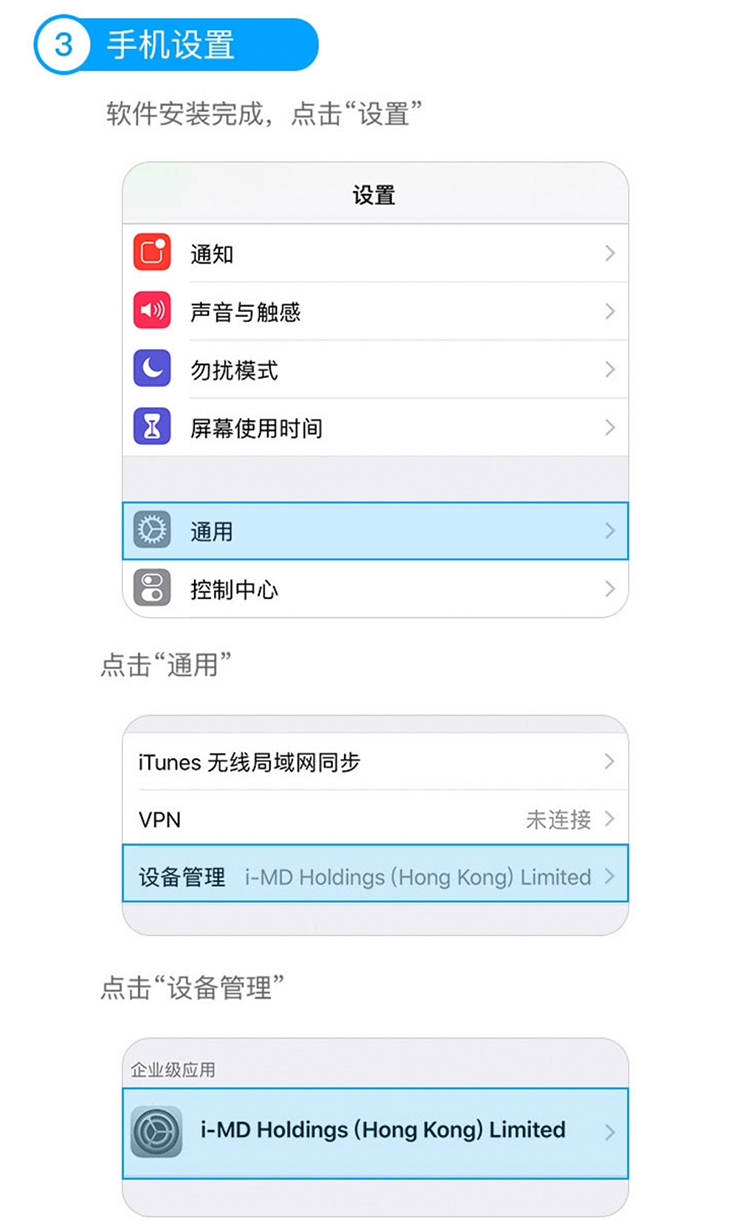 3 手机设置
软件安装完成，点击“设置”
设置
通知
声音与触感
勿扰模式
屏幕使用时间
通用
控制中心
点击“通用”
iTunes 无线局域网同步
VPN 未连接
设备管理 i-MD Holdings (Hong Kong) Limited
点击“设备管理”
企业级应用
i-MD Holdings (Hong Kong) Limited